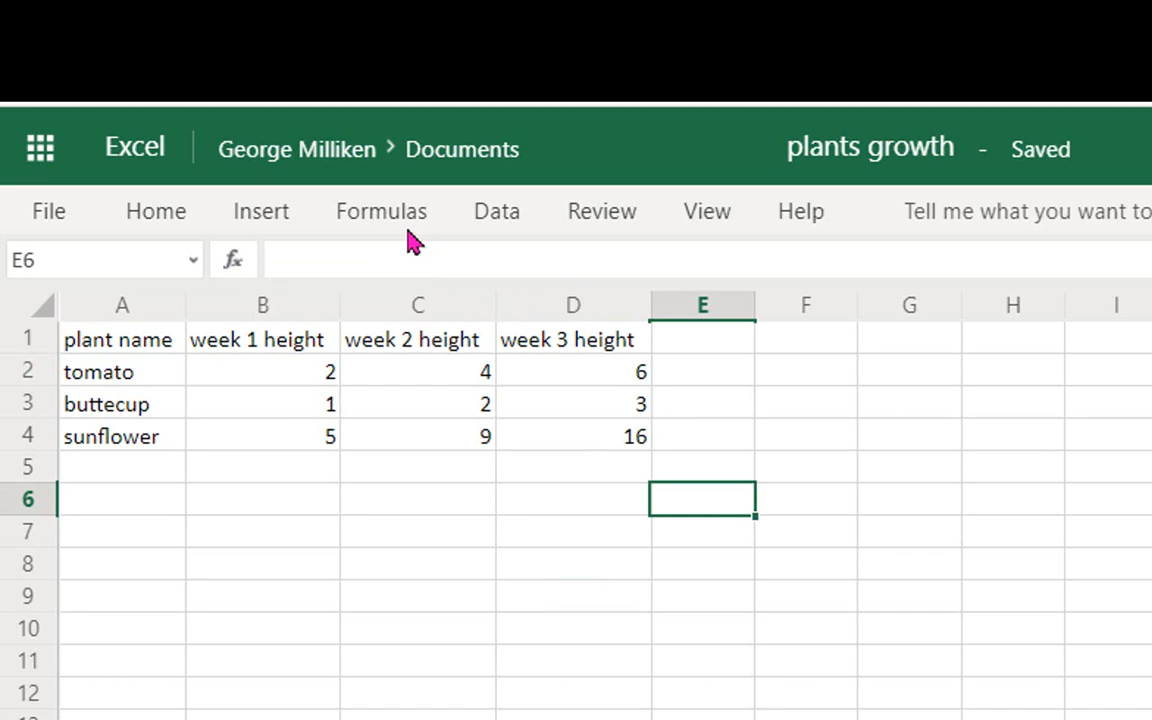 Excel George Milliken > Documents plants growth - Saved
File Home Insert Formulas Data Review View Help Tell me what you want to
E6 fx
A B C D E F G H I
1 plant name week 1 height week 2 height week 3 height
2 tomato 2 4 6
3 buttecup 1 2 3
4 sunflower 5 9 16
5
6
7
8
9
10
11
12